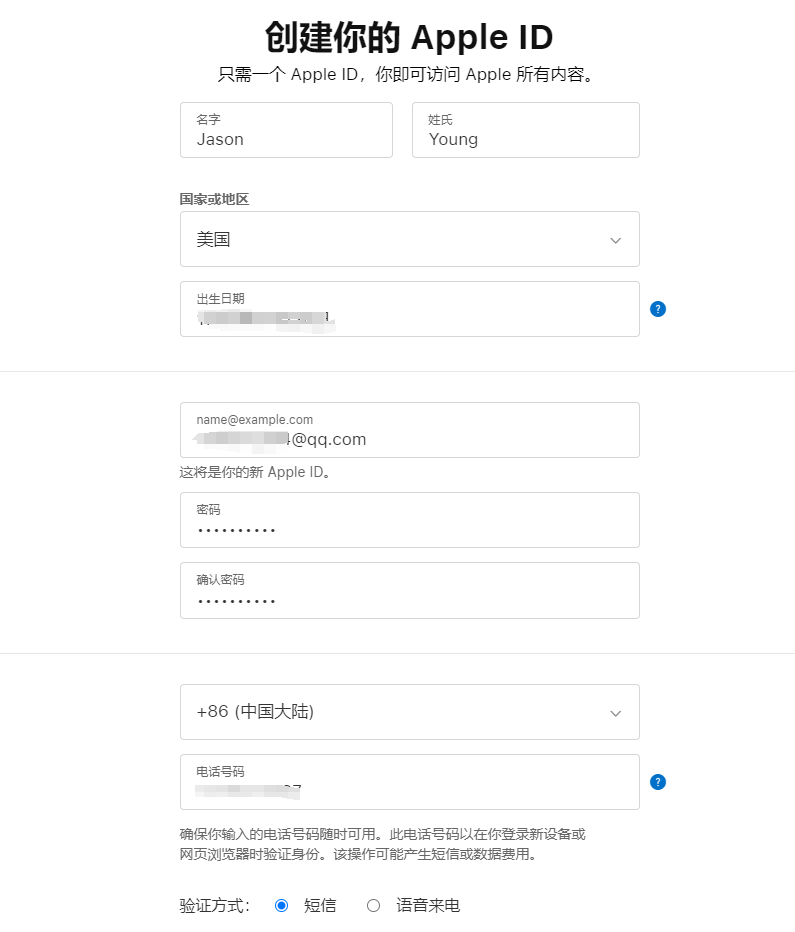 创建你的 Apple ID
只需一个 Apple ID，你即可访问 Apple 所有内容。
名字 姓氏
Jason Young
国家或地区
美国
出生日期
?
name@example.com
@qq.com
这将是你的新 Apple ID。
密码
••••••••••
确认密码
••••••••••
+86 (中国大陆)
电话号码
?
确保你输入的电话号码随时可用。此电话号码以在你登录新设备或
网页浏览器时验证身份。该操作可能产生短信或数据费用。
验证方式： 短信 语音来电